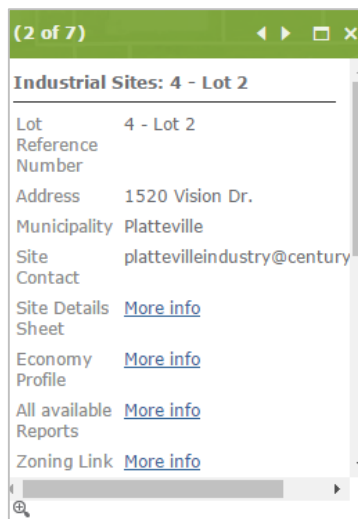 (2 of 7)
Industrial Sites: 4 - Lot 2
Lot Reference Number 4 - Lot 2
Address 1520 Vision Dr.
Municipality Platteville
Site Contact plattevilleindustry@century
Site Details Sheet More info
Economy Profile More info
All available Reports More info
Zoning Link More info